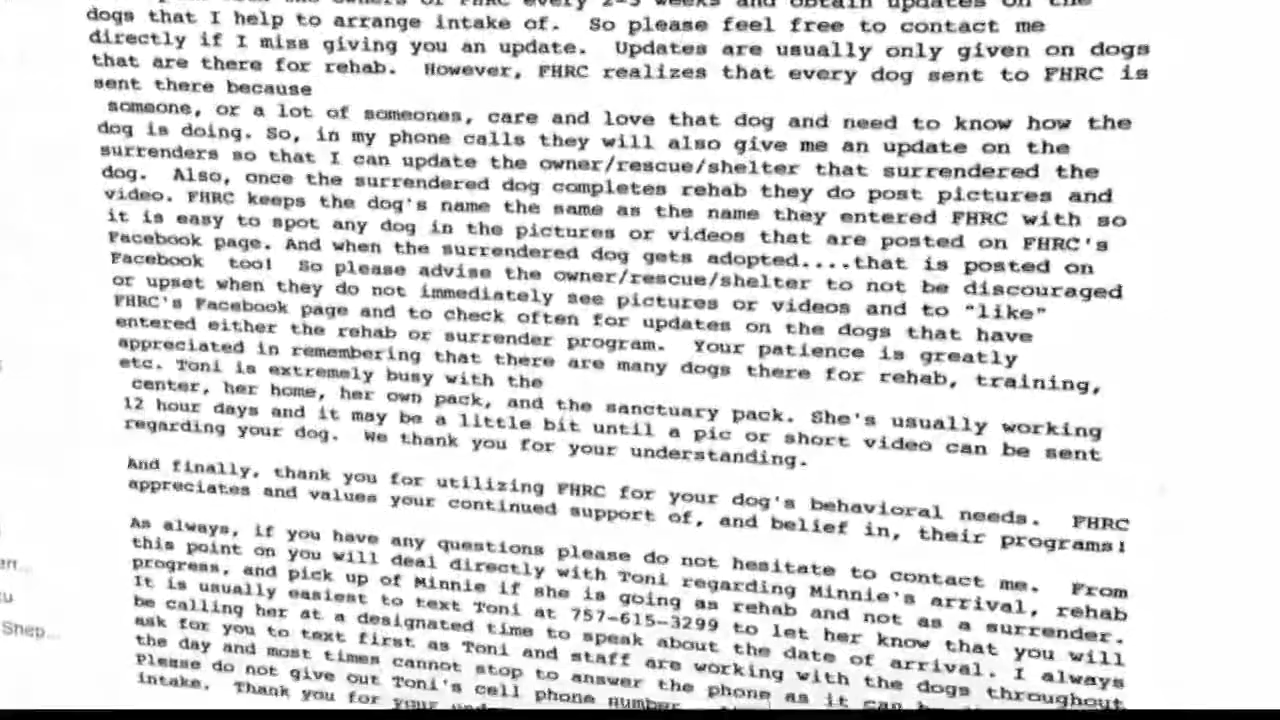 dogs that I help to arrange intake of. So please feel free to contact me
directly if I miss giving you an update. Updates are usually only given on dogs
that are there for rehab. However, FHRC realizes that every dog sent to FHRC is
sent there because
someone, or a lot of someones, care and love that dog and need to know how the
dog is doing. So, in my phone calls they will also give me an update on the
surrenders so that I can update the owner/rescue/shelter that surrendered the
dog. Also, once the surrendered dog completes rehab they do post pictures and
video. FHRC keeps the dog's name the same as the name they entered FHRC with so
it is easy to spot any dog in the pictures or videos that are posted on FHRC's
Facebook page. And when the surrendered dog gets adopted....that is posted on
Facebook too! So please advise the owner/rescue/shelter to not be discouraged
or upset when they do not immediately see pictures or videos and to "like"
FHRC's Facebook page and to check often for updates on the dogs that have
entered either the rehab or surrender program. Your patience is greatly
appreciated in remembering that there are many dogs there for rehab, training,
etc. Toni is extremely busy with the
center, her home, her own pack, and the sanctuary pack. She's usually working
12 hour days and it may be a little bit until a pic or short video can be sent
regarding your dog. We thank you for your understanding.
And finally, thank you for utilizing FHRC for your dog's behavioral needs. FHRC
appreciates and values your continued support of, and belief in, their programs!
As always, if you have any questions please do not hesitate to contact me. From
this point on you will deal directly with Toni regarding Minnie's arrival, rehab
progress, and pick up of Minnie if she is going as rehab and not as a surrender.
It is usually easiest to text Toni at 757-615-3299 to let her know that you will
be calling her at a designated time to speak about the date of arrival. I always
ask for you to text first as Toni and staff are working with the dogs throughout
the day and most times cannot stop to answer the phone as it can be
Please do not give out Toni's cell phone number
intake. Thank you for your
Snep...